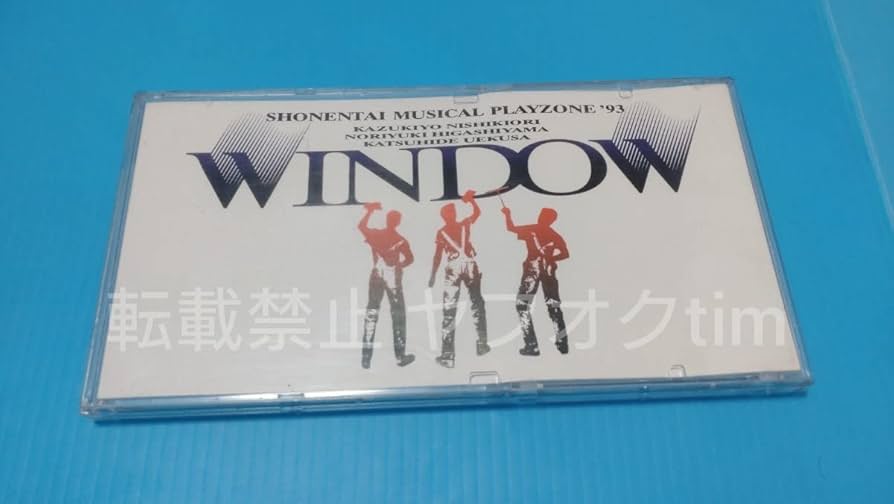 SHONENTAI MUSICAL PLAYZONE '93
KAZUKIYO NISHIKIORI
NORIYUKI HIGASHIYAMA
KATSUHIDE UEKUSA
WINDOW
転載禁止 ヤフオクtim